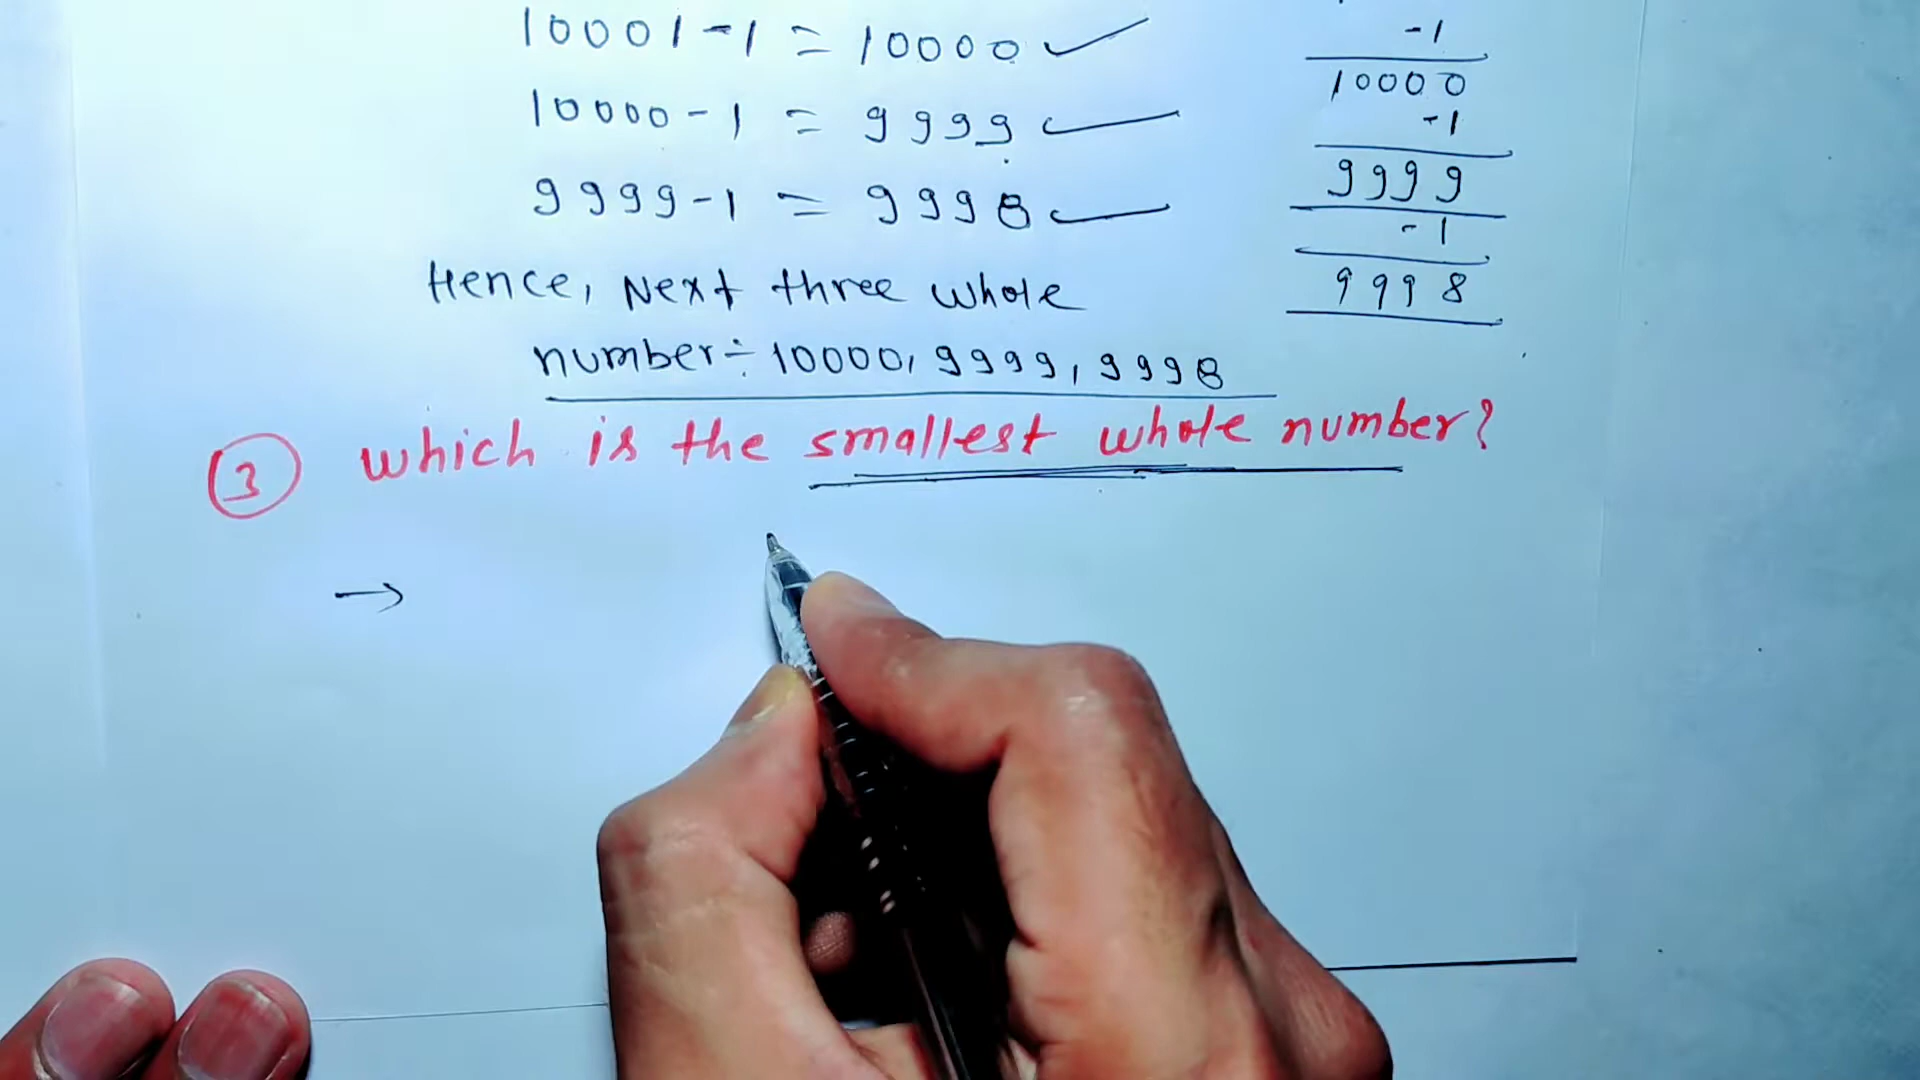 10001-1 = 10000 ✓
10000-1 = 9999 ✓
9999-1 = 9998 ✓
Hence, Next three whole
number÷ 10000, 9999, 9998
-1
10000
-1
9999
-1
9998
③ which is the smallest whole number?
→